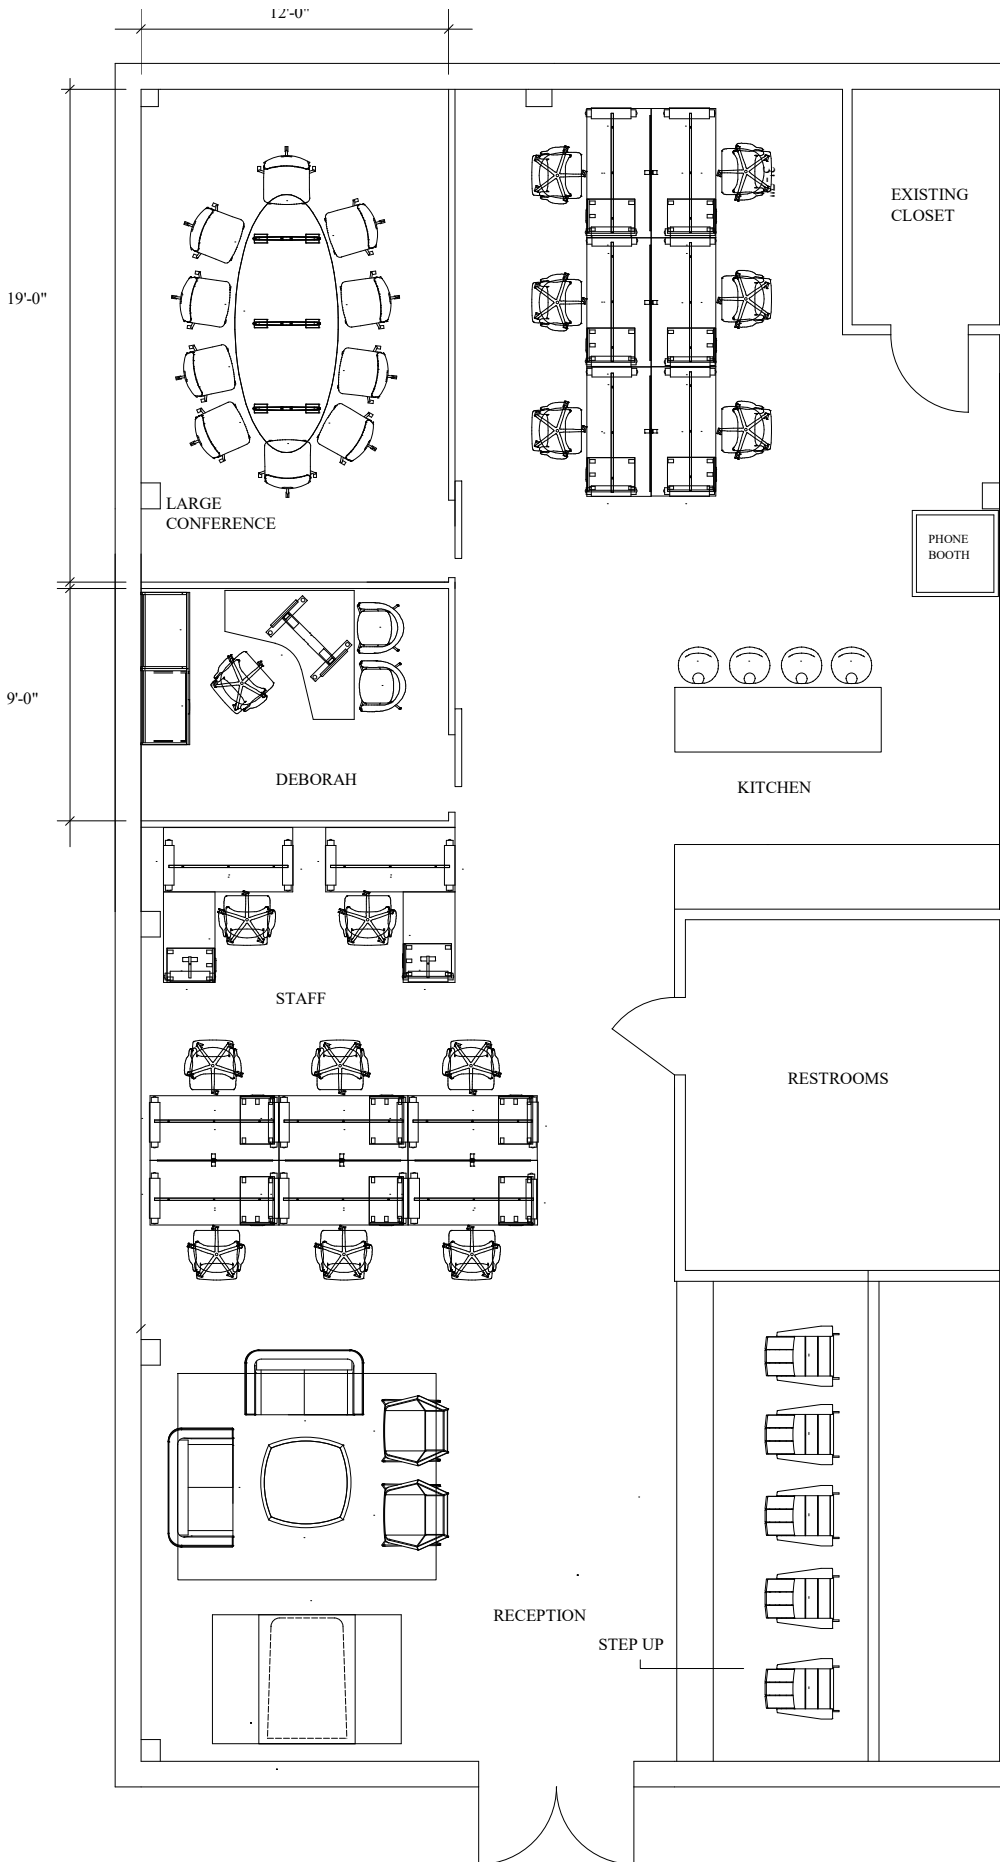 12'-0"
EXISTING
CLOSET
19'-0"
LARGE
CONFERENCE
PHONE
BOOTH
9'-0"
DEBORAH
KITCHEN
STAFF
RESTROOMS
RECEPTION
STEP UP